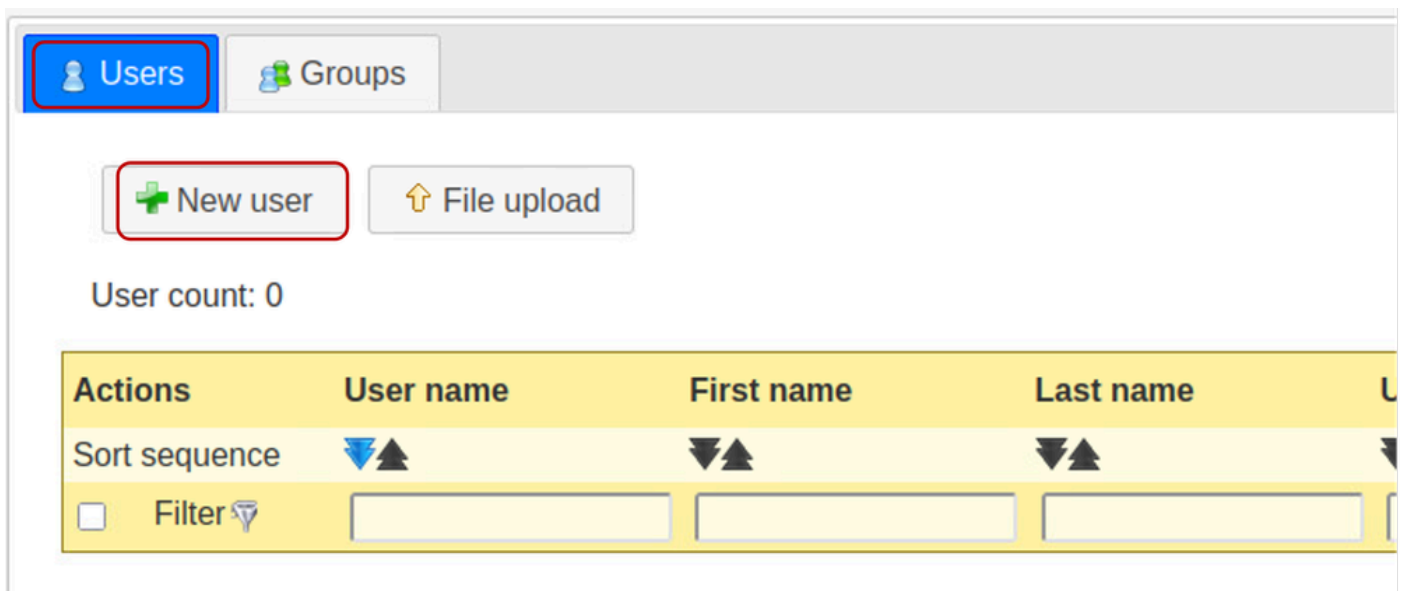 Users Groups
New user File upload
User count: 0
Actions User name First name Last name
Sort sequence
Filter